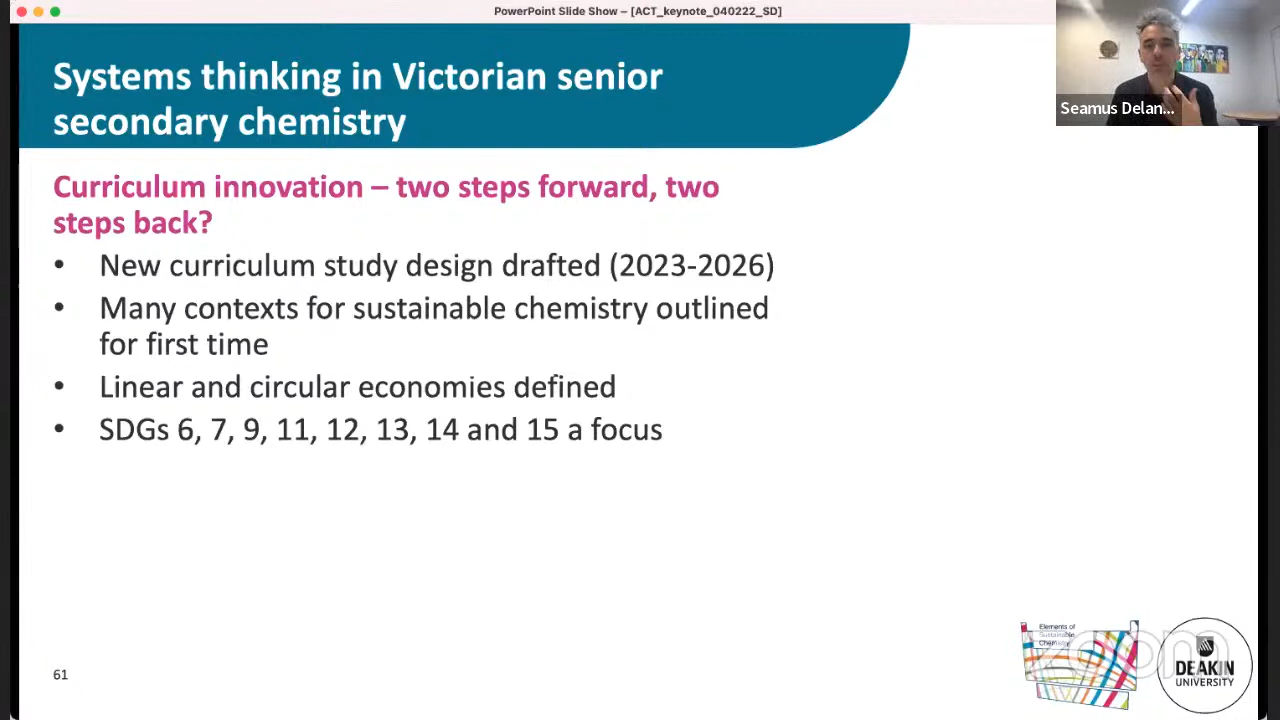 PowerPoint Slide Show – [ACT_keynote_040222_SD]
Systems thinking in Victorian senior
secondary chemistry
Seamus Delan...
Curriculum innovation – two steps forward, two
steps back?
• New curriculum study design drafted (2023-2026)
• Many contexts for sustainable chemistry outlined
for first time
• Linear and circular economies defined
• SDGs 6, 7, 9, 11, 12, 13, 14 and 15 a focus
Elements of
Sustainable
Chemistry
zoom
DEAKIN
UNIVERSITY
61